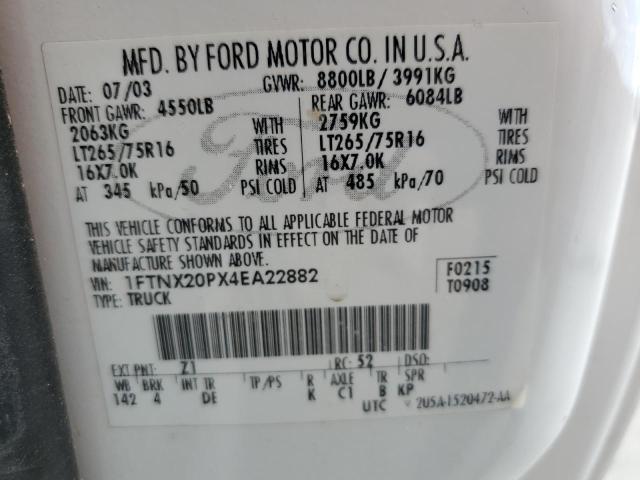 MFD. BY FORD MOTOR CO. IN U.S.A.
DATE: 07/03 GVWR: 8800LB/ 3991KG
FRONT GAWR: 4550LB REAR GAWR: 6084LB
2063KG WITH 2759KG WITH
LT265/75R16 TIRES LT265/75R16 TIRES
16X7.0K RIMS 16X7.0K RIMS
AT 345 kPa/50 PSI COLD AT 485 kPa/70 PSI COLD
Ford
THIS VEHICLE CONFORMS TO ALL APPLICABLE FEDERAL MOTOR
VEHICLE SAFETY STANDARDS IN EFFECT ON THE DATE OF
MANUFACTURE SHOWN ABOVE.
VIN: 1FTNX20PX4EA22882 F0215
TYPE: TRUCK T0908
EXT PNT: Z1 RC: 52 DSO:
WB BRK INT TR TP/PS R AXLE TR SPR
142 4 DE K C1 B KP
UTC 2U5A-1520472-AA